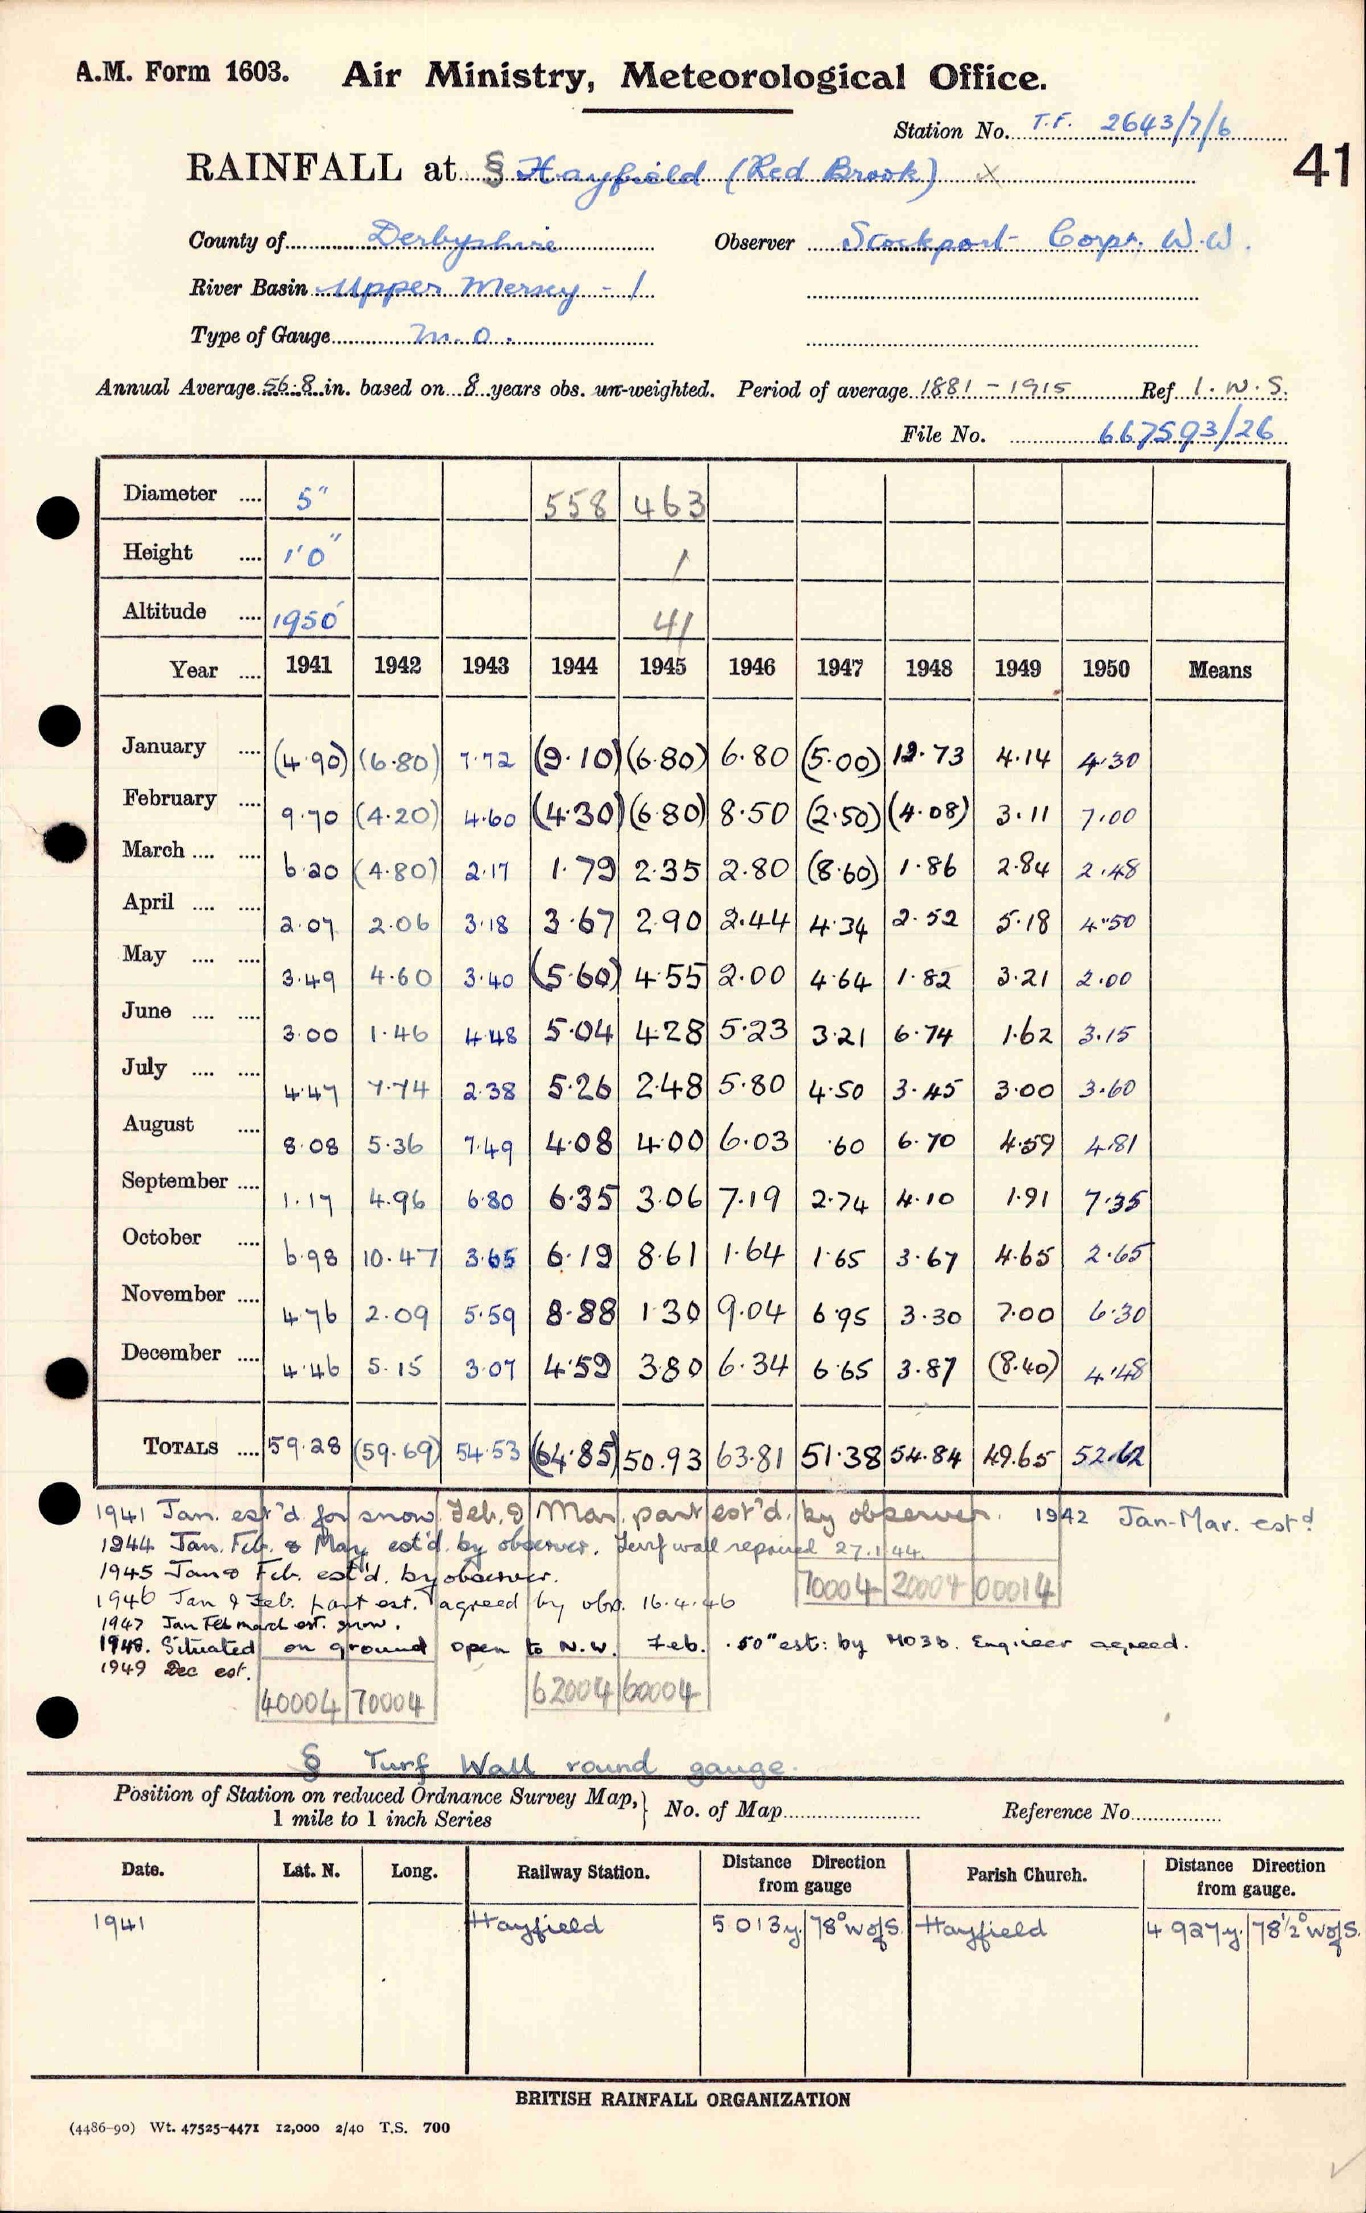 A.M. Form 1603. Air Ministry, Meteorological Office.
Station No. T.F. 2643/7/6
41
RAINFALL at § Hayfield (Red Brook) x
County of Derbyshire Observer Stockport Corpn. W.W.
River Basin Upper Mersey - 1
Type of Gauge M.O.
Annual Average 56.8 in. based on 8 years obs. un-weighted. Period of average 1881 - 1915 Ref I.W.S.
File No. 667593/26
Diameter .... 5" 558 463
Height .... 1'0" 1
Altitude .... 1950' 41
Year .... 1941 1942 1943 1944 1945 1946 1947 1948 1949 1950 Means
January .... (4.90) (6.80) 7.72 (9.10) (6.80) 6.80 (5.00) 12.73 4.14 4.30
February .... 9.70 (4.20) 4.60 (4.30) (6.80) 8.50 (2.50) (4.08) 3.11 7.00
March .... .... 6.20 (4.80) 2.17 1.79 2.35 2.80 (8.60) 1.86 2.84 2.48
April .... .... 2.07 2.06 3.18 3.67 2.90 2.44 4.34 2.52 5.18 4.50
May .... .... 3.49 4.60 3.40 (5.60) 4.55 2.00 4.64 1.82 3.21 2.00
June .... .... 3.00 1.46 4.48 5.04 4.28 5.23 3.21 6.74 1.62 3.15
July .... .... 4.47 7.74 2.38 5.26 2.48 5.80 4.50 3.45 3.00 3.60
August .... 8.08 5.36 7.49 4.08 4.00 6.03 .60 6.70 4.59 4.81
September .... 1.17 4.96 6.80 6.35 3.06 7.19 2.74 4.10 1.91 7.35
October .... 6.98 10.47 3.65 6.19 8.61 1.64 1.65 3.67 4.65 2.65
November .... 4.76 2.09 5.59 8.88 1.30 9.04 6.95 3.30 7.00 6.30
December .... 4.46 5.15 3.07 4.59 3.80 6.34 6.65 3.87 (8.40) 4.48
TOTALS .... 59.28 (59.69) 54.53 (64.85) 50.93 63.81 51.38 54.84 49.65 52.62
1941 Jan. est'd for snow. Feb. & Mar. part est'd. by observer. 1942 Jan-Mar. est'd
1944 Jan. Feb. & May est'd. by observer. Turf wall repaired 27.1.44.
1945 Jan & Feb. est'd. by observer.
70004 20004 00014
1946 Jan & Feb. part est. agreed by obs. 16.4.46
1947 Jan Feb march est. snow.
1948. Situated on ground open to N.W. Feb. .50" est: by MO3b. Engineer agreed.
1949 Dec est.
40004 70004 62004 60004
§ Turf Wall round gauge.
Position of Station on reduced Ordnance Survey Map, 1 mile to 1 inch Series } No. of Map Reference No.
Date. Lat. N. Long. Railway Station. Distance Direction from gauge Parish Church. Distance Direction from gauge.
1941 Hayfield 5013y. 78° W of S. Hayfield 4927y. 78 1/2° W of S.
BRITISH RAINFALL ORGANIZATION
(4486-90) Wt. 47525-4471 12,000 2/40 T.S. 700